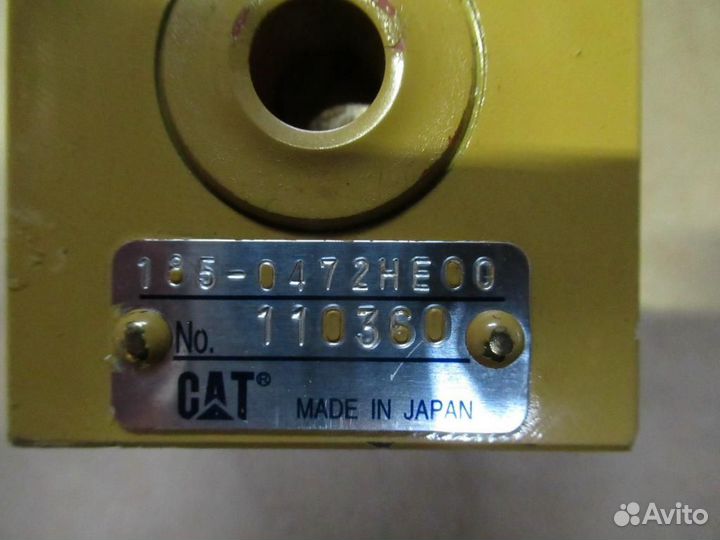 185-0472HE00
No. 110360
CAT®
MADE IN JAPAN
Avito